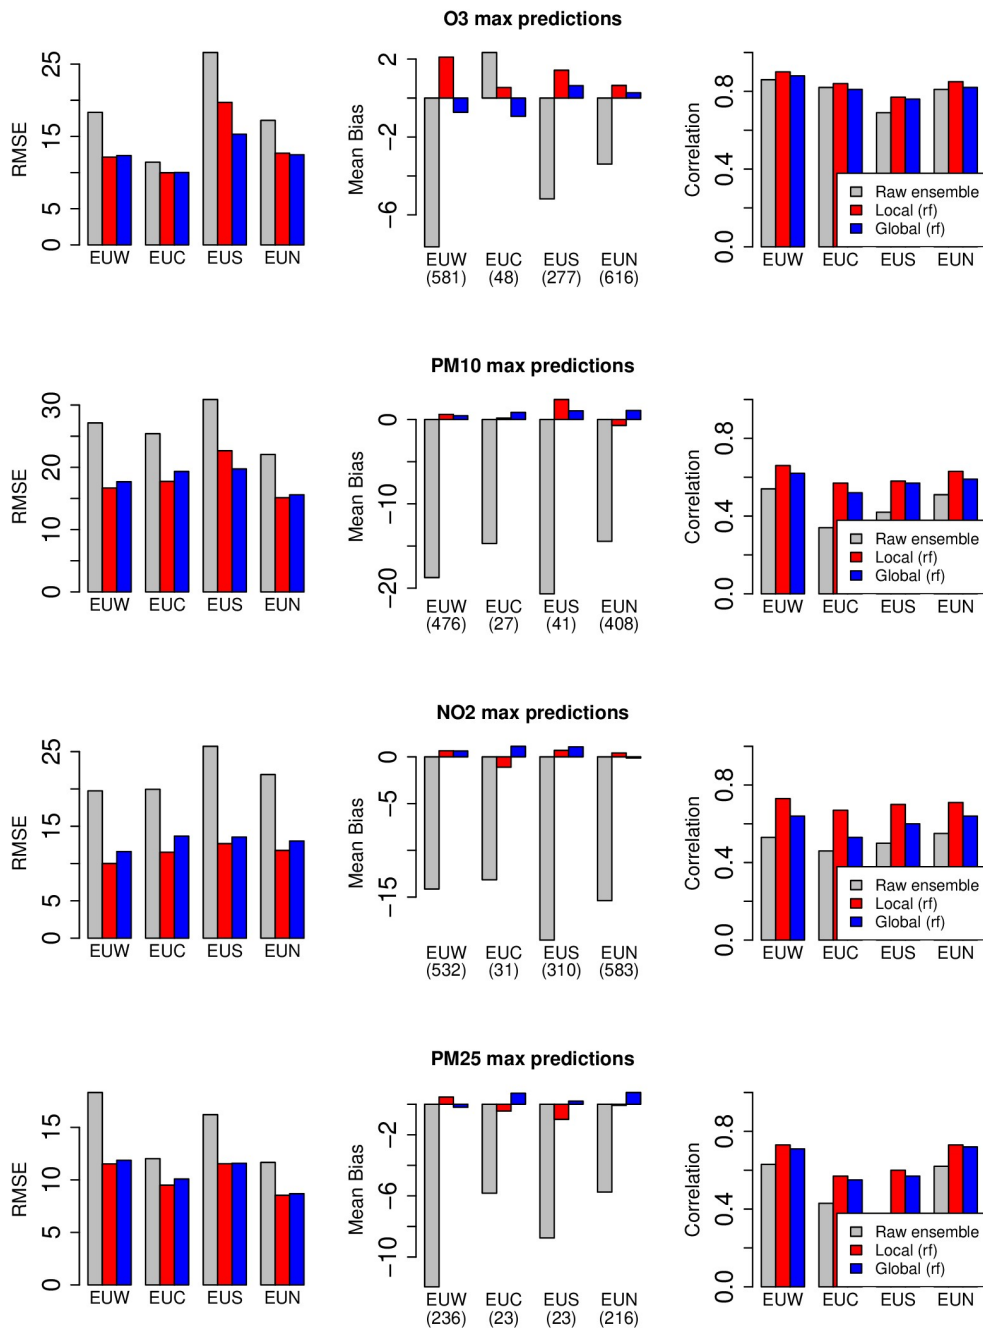 O3 max predictions
RMSE
0
5
15
25
EUW EUC EUS EUN
Mean Bias
2
−2
−6
EUW EUC EUS EUN
(581) (48) (277) (616)
Correlation
0.0
0.4
0.8
EUW
Raw ensemble
Local (rf)
Global (rf)
EUC EUS EUN
PM10 max predictions
RMSE
0
10
20
30
EUW EUC EUS EUN
Mean Bias
0
−10
−20
EUW EUC EUS EUN
(476) (27) (41) (408)
Correlation
0.0
0.4
0.8
Raw ensemble
Local (rf)
Global (rf)
EUW EUC EUS EUN
NO2 max predictions
RMSE
0
5
15
25
EUW EUC EUS EUN
Mean Bias
0
−5
−15
EUW EUC EUS EUN
(532) (31) (310) (583)
Correlation
0.0
0.4
0.8
Raw ensemble
Local (rf)
Global (rf)
EUW EUC EUS EUN
PM25 max predictions
RMSE
0
5
10
15
EUW EUC EUS EUN
Mean Bias
−2
−6
−10
EUW EUC EUS EUN
(236) (23) (23) (216)
Correlation
0.0
0.4
0.8
Raw ensemble
Local (rf)
Global (rf)
EUW EUC EUS EUN